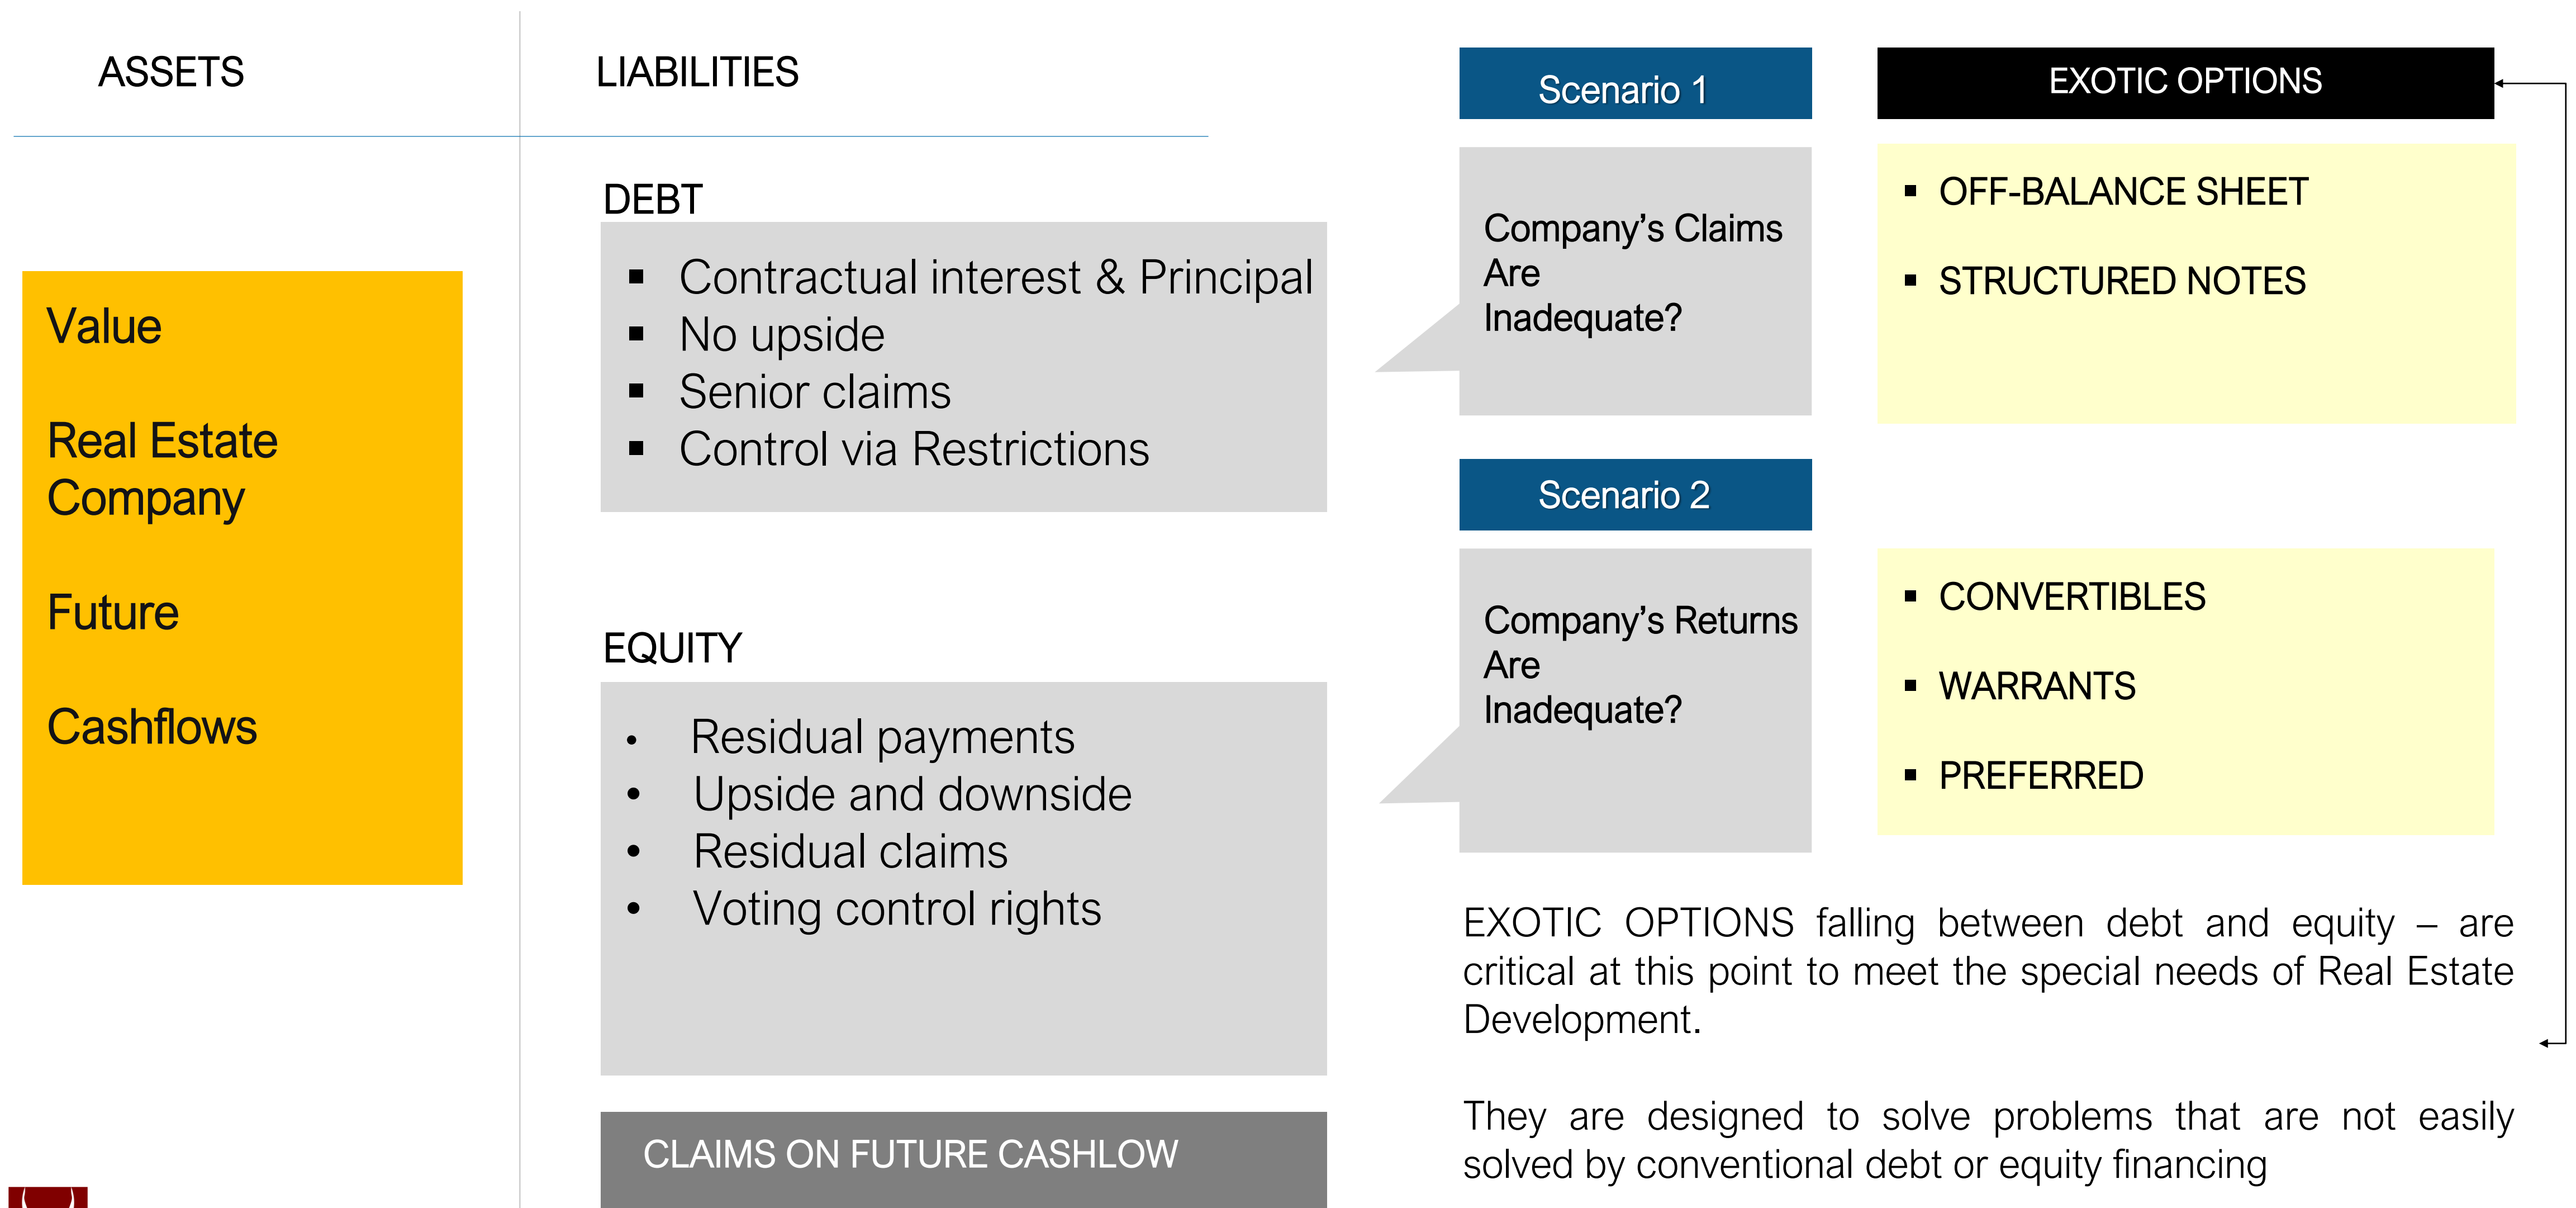 ASSETS
LIABILITIES
Value
Real Estate
Company
Future
Cashflows
DEBT
▪ Contractual interest & Principal
▪ No upside
▪ Senior claims
▪ Control via Restrictions
EQUITY
• Residual payments
• Upside and downside
• Residual claims
• Voting control rights
CLAIMS ON FUTURE CASHLOW
Scenario 1
Company’s Claims
Are
Inadequate?
Scenario 2
Company’s Returns
Are
Inadequate?
EXOTIC OPTIONS
▪ OFF-BALANCE SHEET
▪ STRUCTURED NOTES
▪ CONVERTIBLES
▪ WARRANTS
▪ PREFERRED
EXOTIC OPTIONS falling between debt and equity – are
critical at this point to meet the special needs of Real Estate
Development.
They are designed to solve problems that are not easily
solved by conventional debt or equity financing